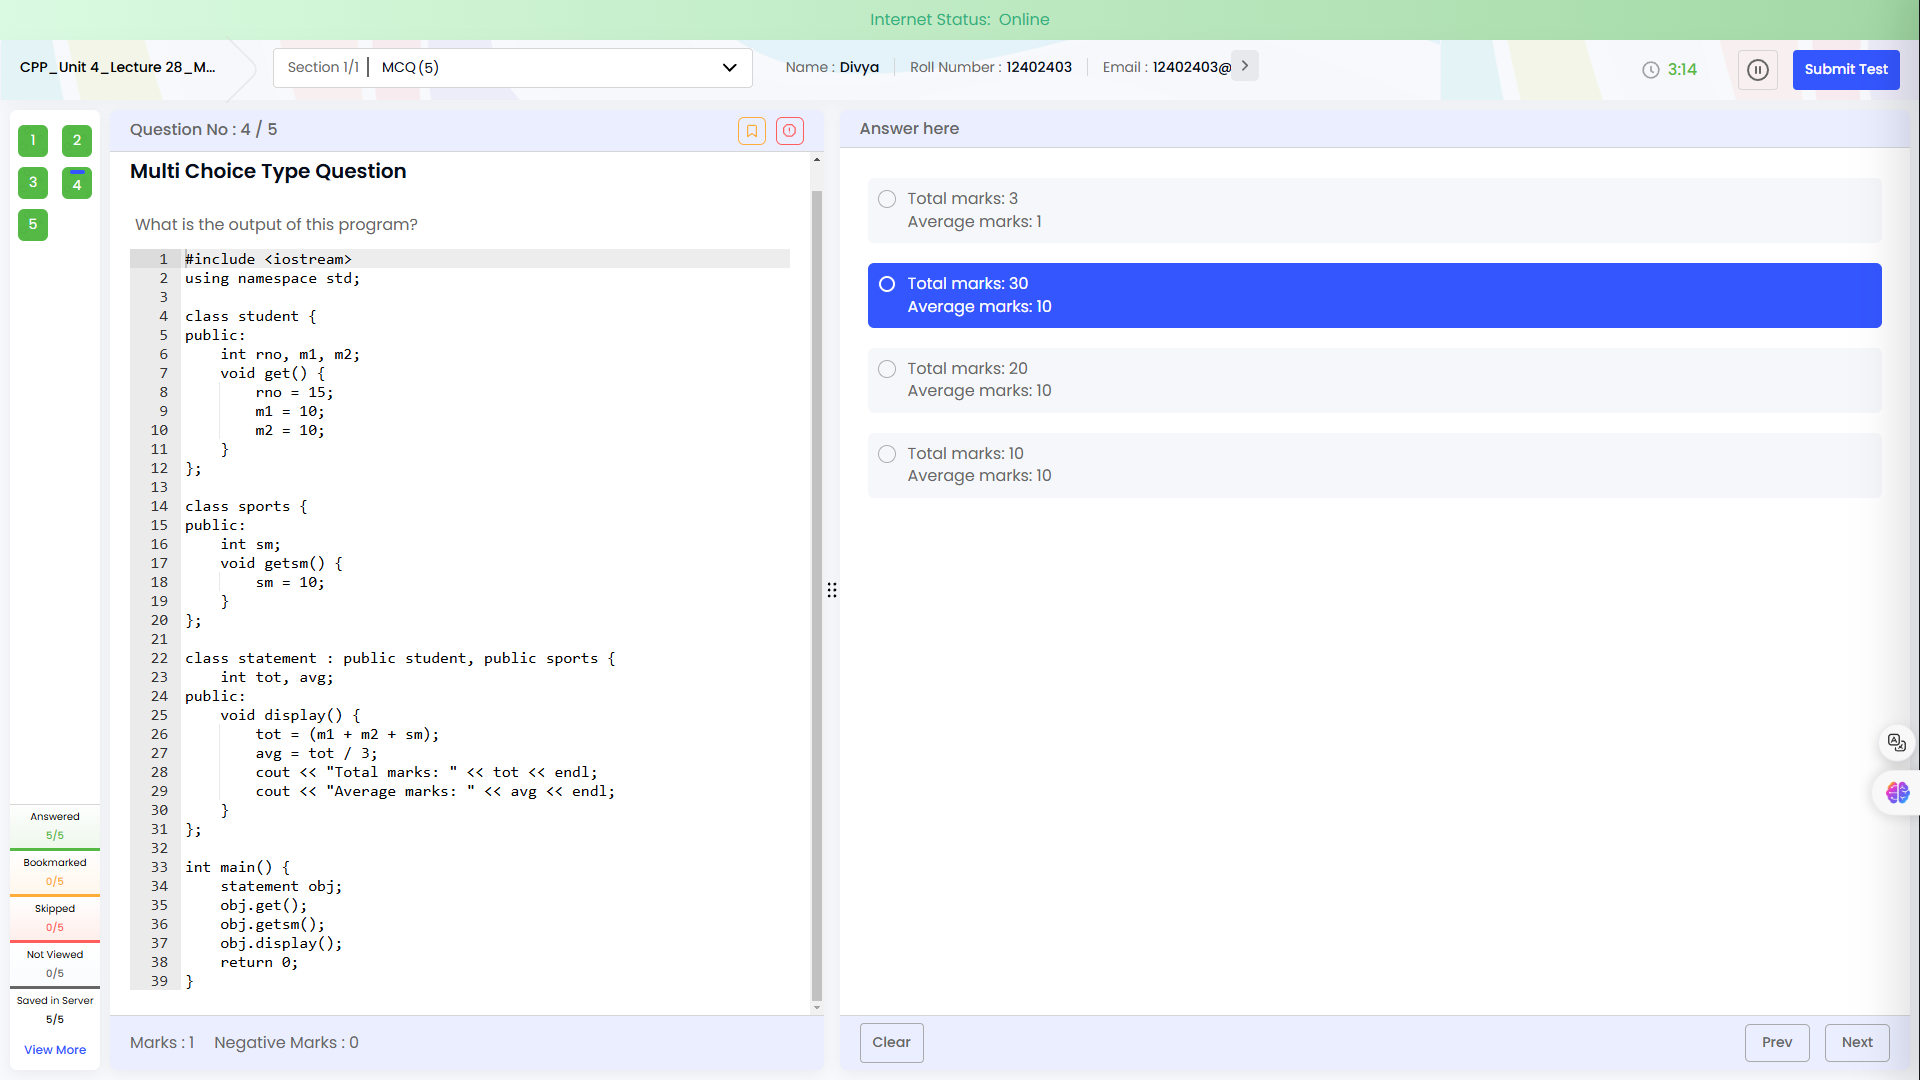 Internet Status: Online
CPP_Unit 4_Lecture 28_M...
Section 1/1 | MCQ (5)
Name : Divya
Roll Number : 12402403
Email : 12402403@
3:14
Submit Test
1 2
3 4
5
Question No : 4 / 5
Multi Choice Type Question
What is the output of this program?
1 #include <iostream>
2 using namespace std;
3
4 class student {
5 public:
6     int rno, m1, m2;
7     void get() {
8         rno = 15;
9         m1 = 10;
10         m2 = 10;
11     }
12 };
13
14 class sports {
15 public:
16     int sm;
17     void getsm() {
18         sm = 10;
19     }
20 };
21
22 class statement : public student, public sports {
23     int tot, avg;
24 public:
25     void display() {
26         tot = (m1 + m2 + sm);
27         avg = tot / 3;
28         cout << "Total marks: " << tot << endl;
29         cout << "Average marks: " << avg << endl;
30     }
31 };
32
33 int main() {
34     statement obj;
35     obj.get();
36     obj.getsm();
37     obj.display();
38     return 0;
39 }
Marks : 1 Negative Marks : 0
Answer here
Total marks: 3
Average marks: 1
Total marks: 30
Average marks: 10
Total marks: 20
Average marks: 10
Total marks: 10
Average marks: 10
Clear
Prev
Next
Answered
5/5
Bookmarked
0/5
Skipped
0/5
Not Viewed
0/5
Saved in Server
5/5
View More